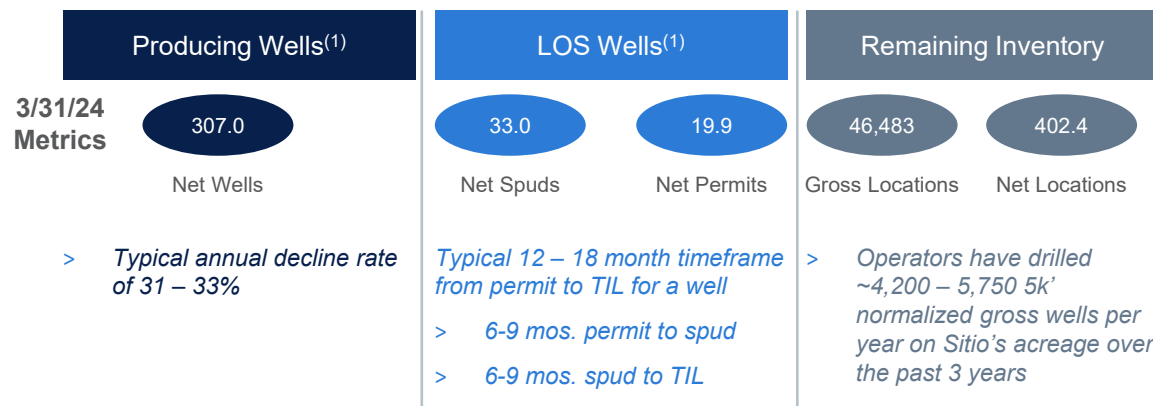 Producing Wells(1)
LOS Wells(1)
Remaining Inventory
3/31/24
Metrics
307.0
33.0
19.9
46,483
402.4
Net Wells
Net Spuds
Net Permits
Gross Locations
Net Locations
> Typical annual decline rate
of 31 – 33%
Typical 12 – 18 month timeframe
from permit to TIL for a well
> 6-9 mos. permit to spud
> 6-9 mos. spud to TIL
> Operators have drilled
~4,200 – 5,750 5k’
normalized gross wells per
year on Sitio’s acreage over
the past 3 years